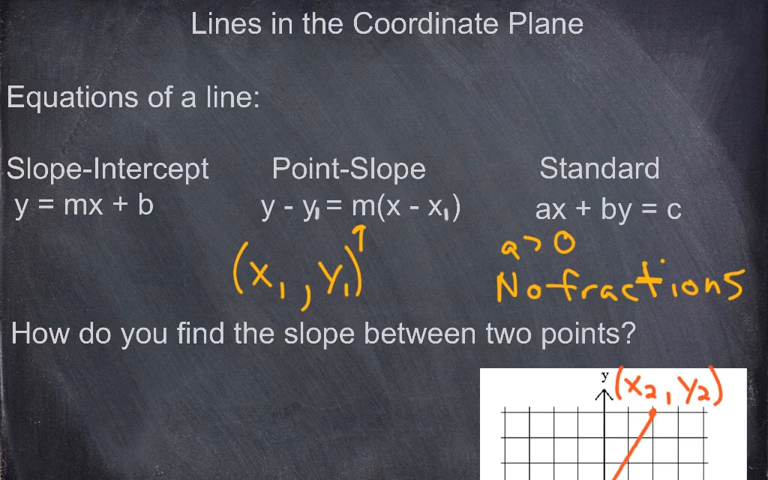 Lines in the Coordinate Plane
Equations of a line:
Slope-Intercept Point-Slope Standard
y = mx + b y - y₁ = m(x - x₁) ax + by = c
(x₁, y₁) ↑ a > 0
No fractions
How do you find the slope between two points?
y (x₂, y₂)